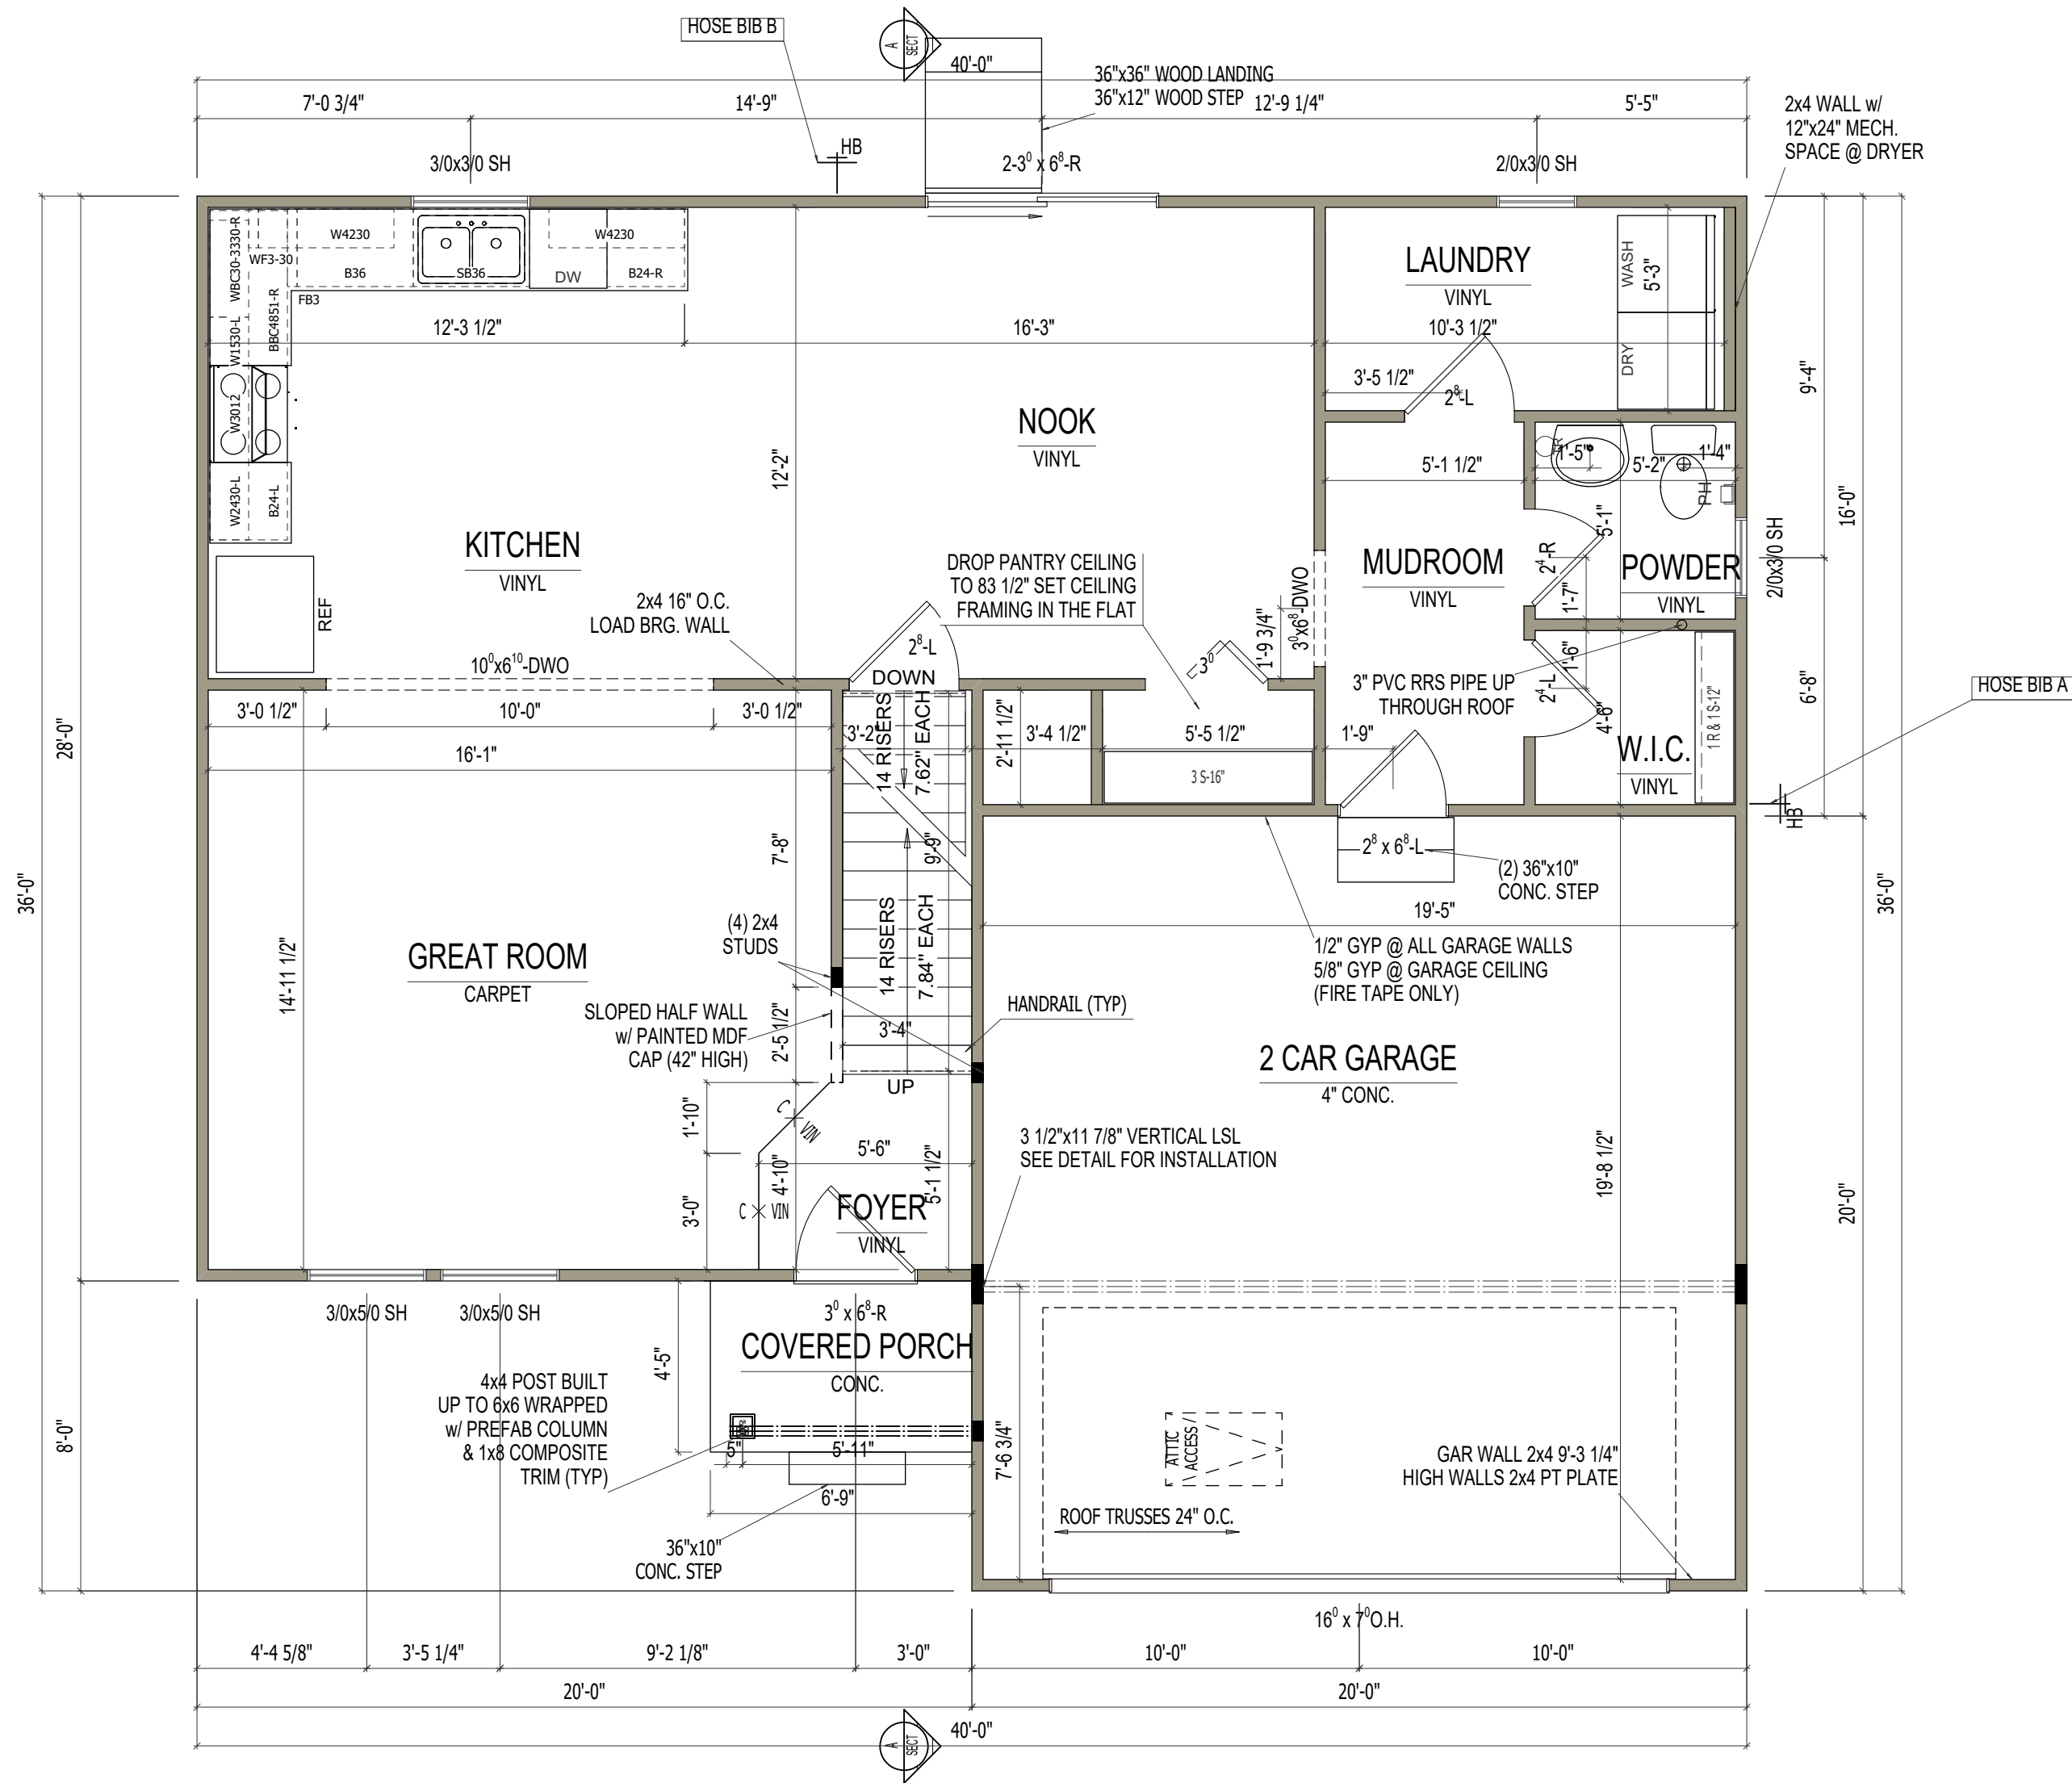 HOSE BIB B
A
SECT
40'-0"
36"x36" WOOD LANDING
36"x12" WOOD STEP
7'-0 3/4"
14'-9"
12'-9 1/4"
5'-5"
2x4 WALL w/
12"x24" MECH.
SPACE @ DRYER
3/0x3/0 SH
HB
2-3⁰ x 6⁸-R
2/0x3/0 SH
WBC30-3330-R
WF3-30
W4230
B36
SB36
DW
W4230
B24-R
FB3
BBC4851-R
W1530-L
W3012
W2430-L
B24-L
REF
12'-3 1/2"
16'-3"
LAUNDRY
VINYL
10'-3 1/2"
WASH
5'-3"
DRY
3'-5 1/2"
2⁸-L
9'-4"
NOOK
VINYL
12'-2"
KITCHEN
VINYL
2x4 16" O.C.
LOAD BRG. WALL
10⁰x6¹⁰-DWO
DROP PANTRY CEILING
TO 83 1/2" SET CEILING
FRAMING IN THE FLAT
2⁸-L
DOWN
3⁰
1'-9 3/4"
3⁰x6⁸-DWO
5'-1 1/2"
MUDROOM
VINYL
1'-5"
5'-2"
1'-4"
PH
5'-1"
2⁴-R
1'-7"
POWDER
VINYL
2/0x3/0 SH
16'-0"
3" PVC RRS PIPE UP
THROUGH ROOF
1'-6"
2⁴-L
4'-6"
W.I.C.
VINYL
1 R & 1 S-12"
6'-8"
HOSE BIB A
HB
28'-0"
36'-0"
3'-0 1/2"
10'-0"
3'-0 1/2"
16'-1"
3'-2"
14 RISERS
7.62" EACH
2'-11 1/2"
3'-4 1/2"
5'-5 1/2"
3 S-16"
1'-9"
7'-8"
9'-9"
2⁸ x 6⁸-L
(2) 36"x10"
CONC. STEP
36'-0"
(4) 2x4
STUDS
14 RISERS
7.84" EACH
19'-5"
1/2" GYP @ ALL GARAGE WALLS
5/8" GYP @ GARAGE CEILING
(FIRE TAPE ONLY)
GREAT ROOM
CARPET
14'-11 1/2"
SLOPED HALF WALL
w/ PAINTED MDF
CAP (42" HIGH)
2'-5 1/2"
3'-4"
HANDRAIL (TYP)
UP
2 CAR GARAGE
4" CONC.
1'-10"
C
VIN
5'-6"
3 1/2"x11 7/8" VERTICAL LSL
SEE DETAIL FOR INSTALLATION
4'-10"
5'-1 1/2"
3'-0"
C
VIN
FOYER
VINYL
19'-8 1/2"
20'-0"
3/0x5/0 SH
3/0x5/0 SH
3⁰ x 6⁸-R
COVERED PORCH
CONC.
4'-5"
4x4 POST BUILT
UP TO 6x6 WRAPPED
w/ PREFAB COLUMN
& 1x8 COMPOSITE
TRIM (TYP)
5"
5'-11"
6'-9"
36"x10"
CONC. STEP
8'-0"
7'-6 3/4"
ATTIC
ACCESS
GAR WALL 2x4 9'-3 1/4"
HIGH WALLS 2x4 PT PLATE
ROOF TRUSSES 24" O.C.
16⁰ x 7⁰O.H.
4'-4 5/8"
3'-5 1/4"
9'-2 1/8"
3'-0"
10'-0"
10'-0"
20'-0"
20'-0"
A
SECT
40'-0"